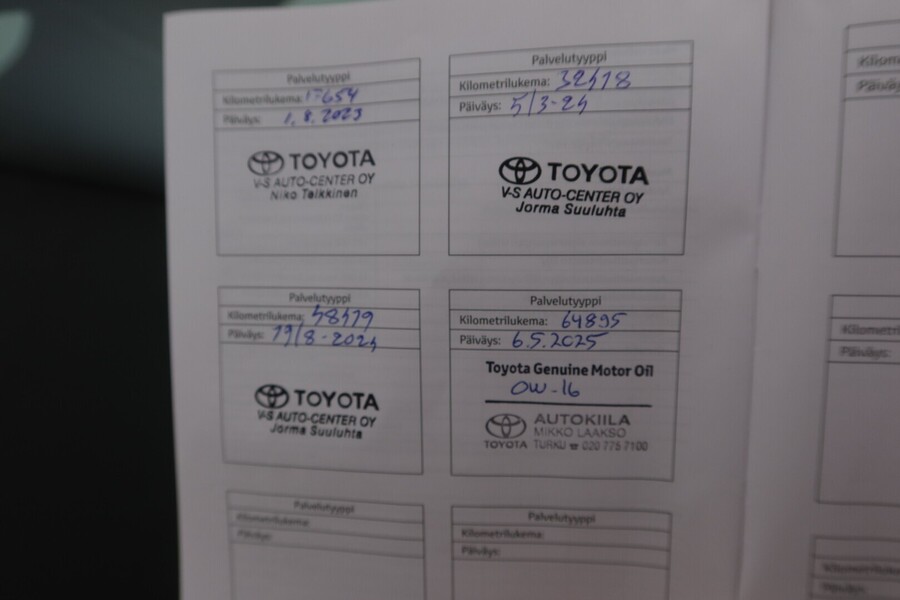 Palvelutyyppi
Kilometrilukema: 17654
Päiväys: 1.8.2023
TOYOTA
V-S AUTO-CENTER OY
Niko Teikkinen
Palvelutyyppi
Kilometrilukema: 32418
Päiväys: 5/3-24
TOYOTA
V-S AUTO-CENTER OY
Jorma Suuluhta
Palvelutyyppi
Kilometrilukema:
Päiväys: 19/8-2024
TOYOTA
V-S AUTO-CENTER OY
Jorma Suuluhta
Palvelutyyppi
Kilometrilukema: 64895
Päiväys: 6.5.2025
Toyota Genuine Motor Oil
0W-16
AUTOKIILA
MIKKO LAAKSO
TOYOTA TURKU ☎ 020 775 7100
Palvelutyyppi
Kilometrilukema:
Päiväys:
Palvelutyyppi
Kilometrilukema:
Päiväys: